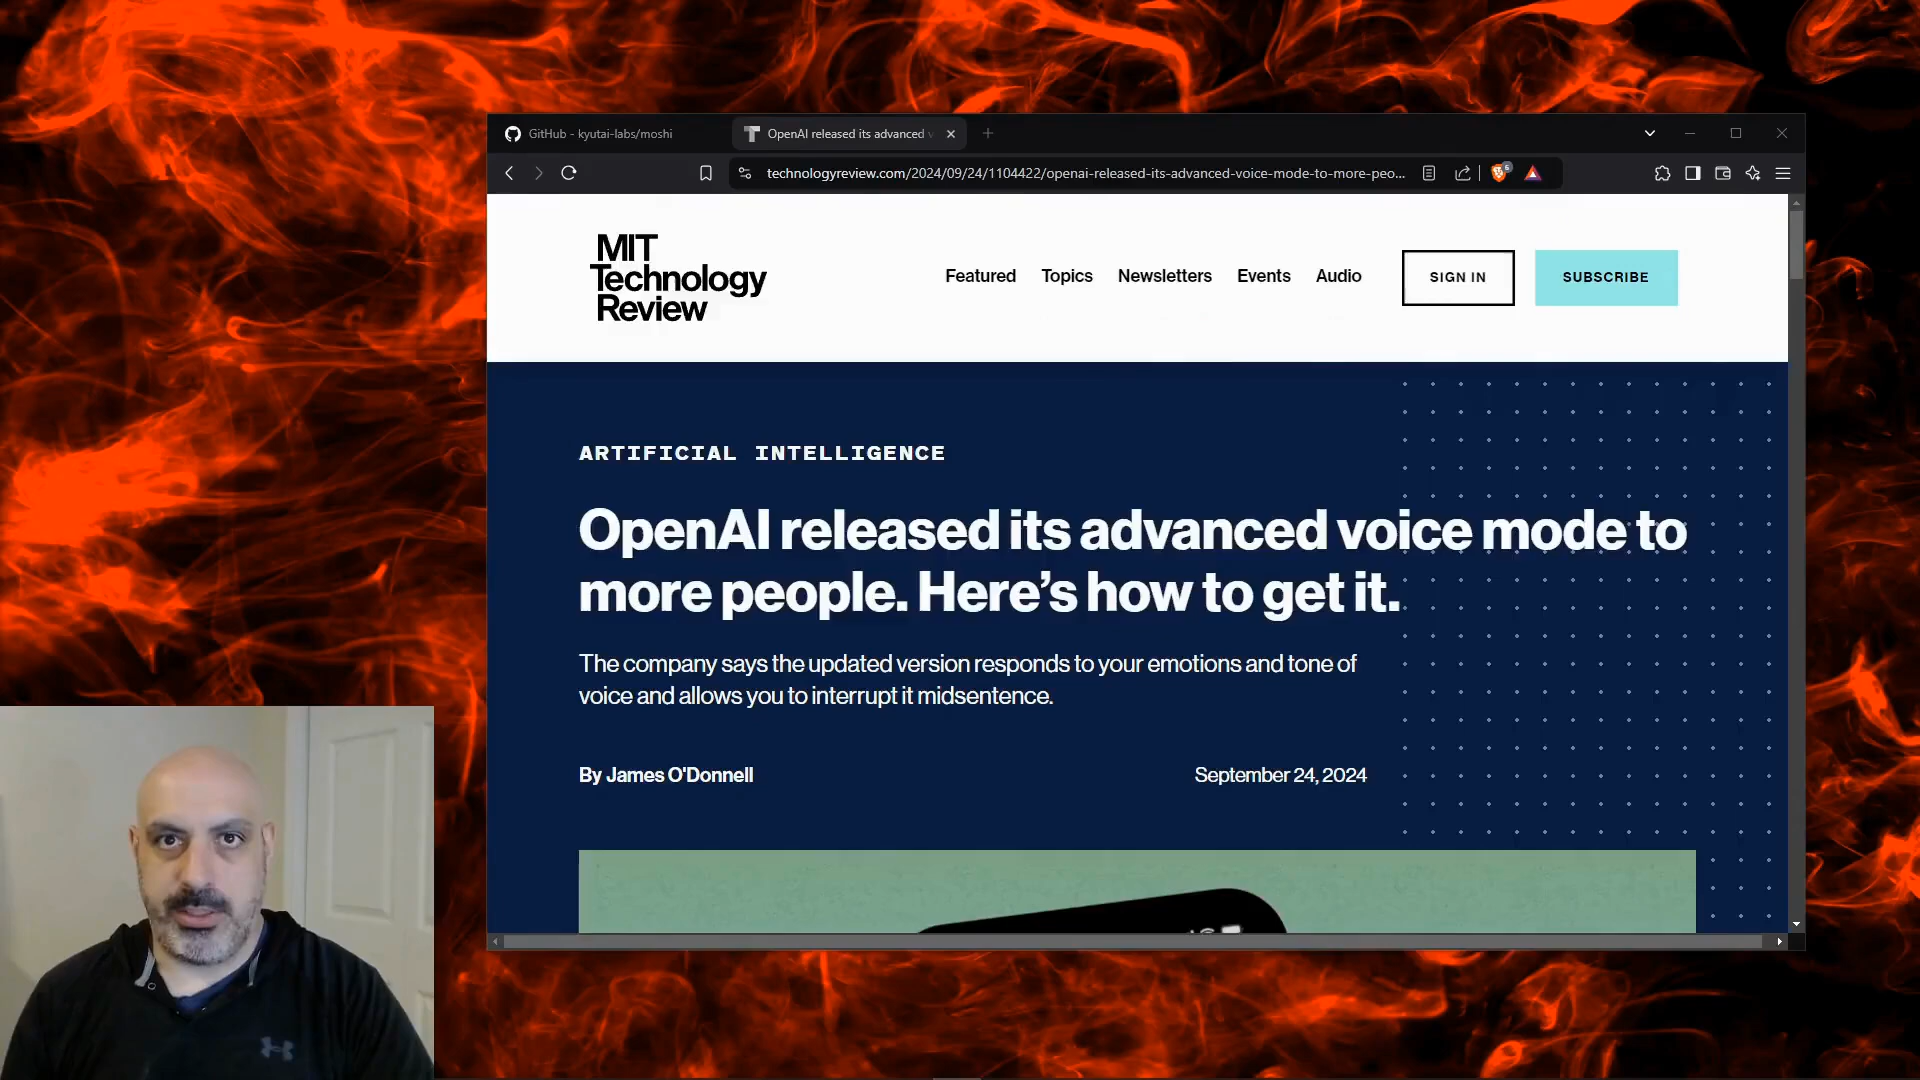 GitHub - kyutai-labs/moshi
OpenAI released its advanced
technologyreview.com/2024/09/24/1104422/openai-released-its-advanced-voice-mode-to-more-peo...
6
MIT
Technology
Review
Featured
Topics
Newsletters
Events
Audio
SIGN IN
SUBSCRIBE
ARTIFICIAL INTELLIGENCE
OpenAI released its advanced voice mode to
more people. Here’s how to get it.
The company says the updated version responds to your emotions and tone of
voice and allows you to interrupt it midsentence.
By James O'Donnell
September 24, 2024